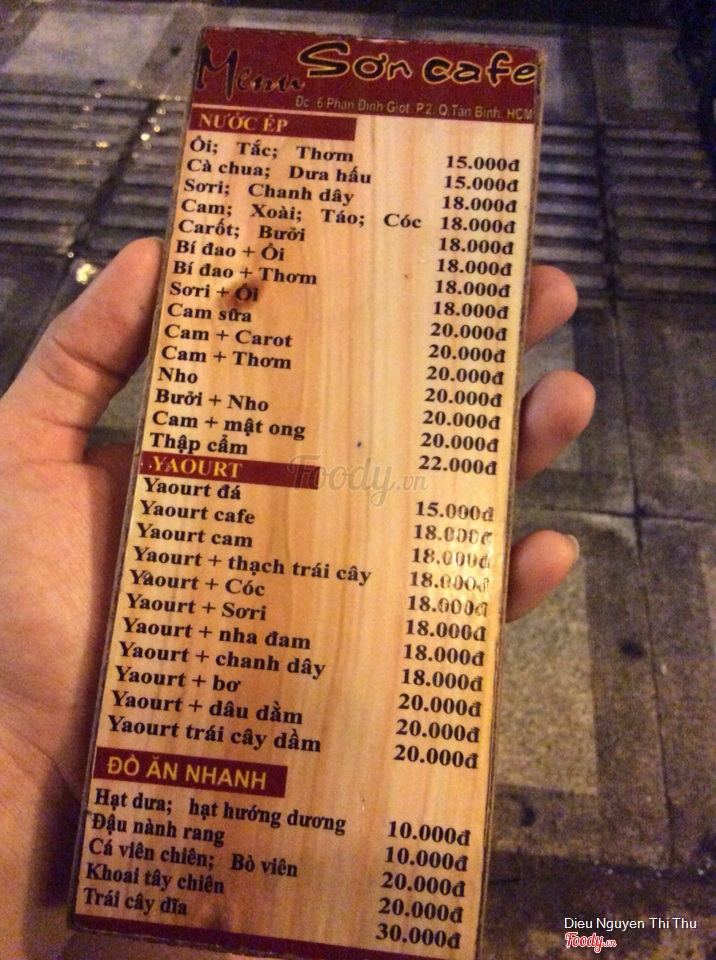 Menu Sơn cafe
Đc 6 Phan Đình Giót P2. Q.Tân Bình. HCM
NƯỚC ÉP
Ổi; Tắc; Thơm 15.000đ
Cà chua; Dưa hấu 15.000đ
Sơri; Chanh dây 18.000đ
Cam; Xoài; Táo; Cóc 18.000đ
Carốt; Bưởi 18.000đ
Bí đao + Ổi 18.000đ
Bí đao + Thơm 18.000đ
Sơri + Ổi 18.000đ
Cam sữa 20.000đ
Cam + Carot 20.000đ
Cam + Thơm 20.000đ
Nho 20.000đ
Bưởi + Nho 20.000đ
Cam + mật ong 20.000đ
Thập cẩm 22.000đ
YAOURT
Yaourt đá 15.000đ
Yaourt cafe 18.000đ
Yaourt cam 18.000đ
Yaourt + thạch trái cây 18.000đ
Yaourt + Cóc 18.000đ
Yaourt + Sơri 18.000đ
Yaourt + nha đam 18.000đ
Yaourt + chanh dây 18.000đ
Yaourt + bơ 20.000đ
Yaourt + dâu dằm 20.000đ
Yaourt trái cây dầm 20.000đ
ĐỒ ĂN NHANH
Hạt dưa; hạt hướng dương 10.000đ
Đậu nành rang 10.000đ
Cá viên chiên; Bò viên 20.000đ
Khoai tây chiên 20.000đ
Trái cây dĩa 30.000đ
Foody.vn
Dieu Nguyen Thi Thu
Foody.vn